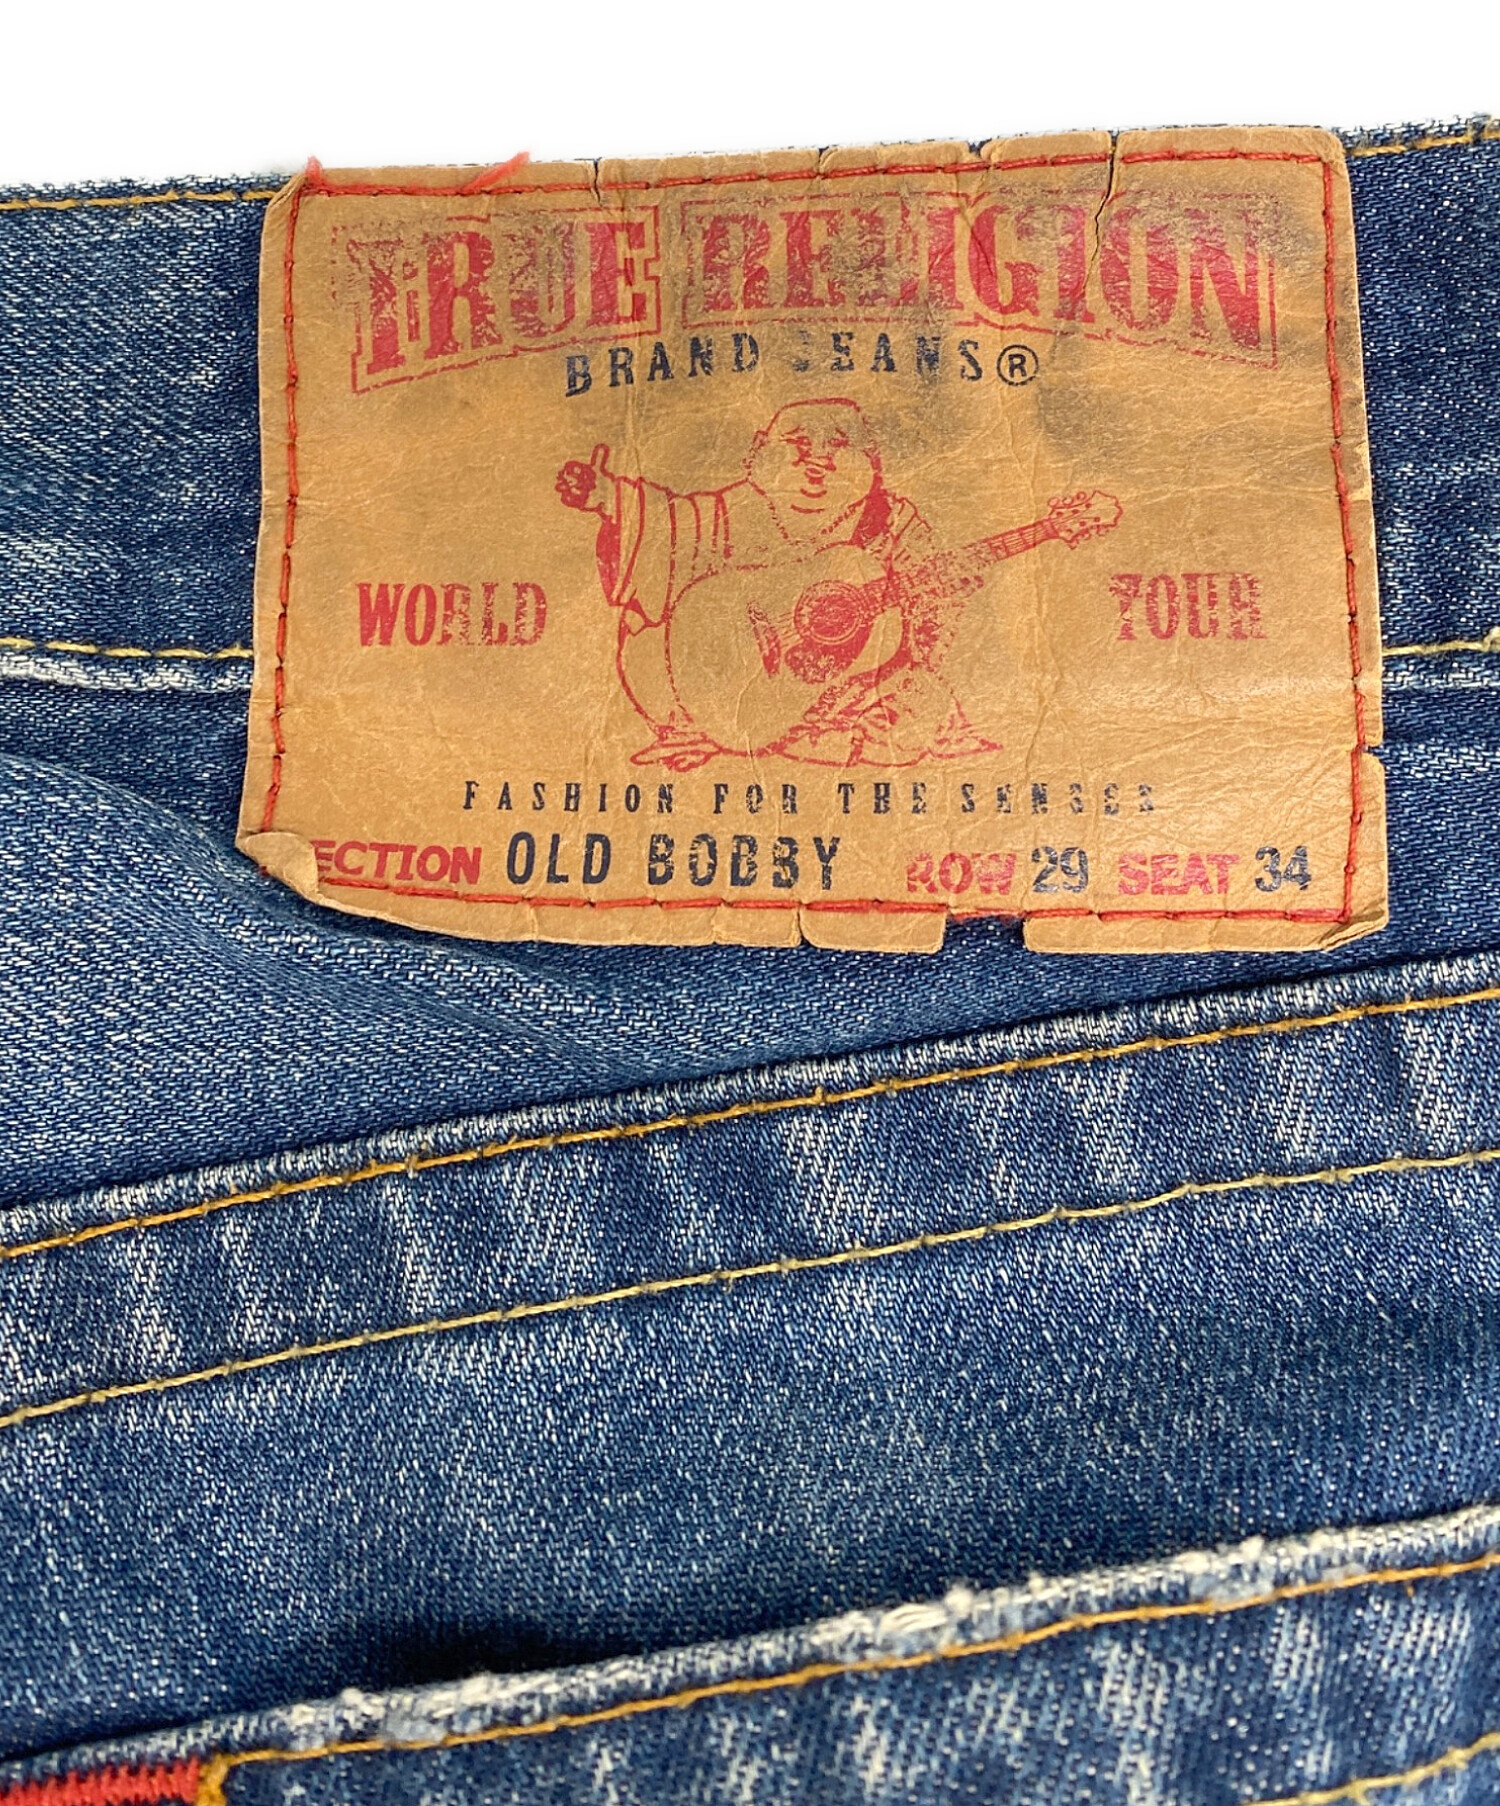 TRUE RELIGION
BRAND JEANS®
WORLD TOUR
FASHION FOR THE SENSES
ECTION OLD BOBBY ROW 29 SEAT 34